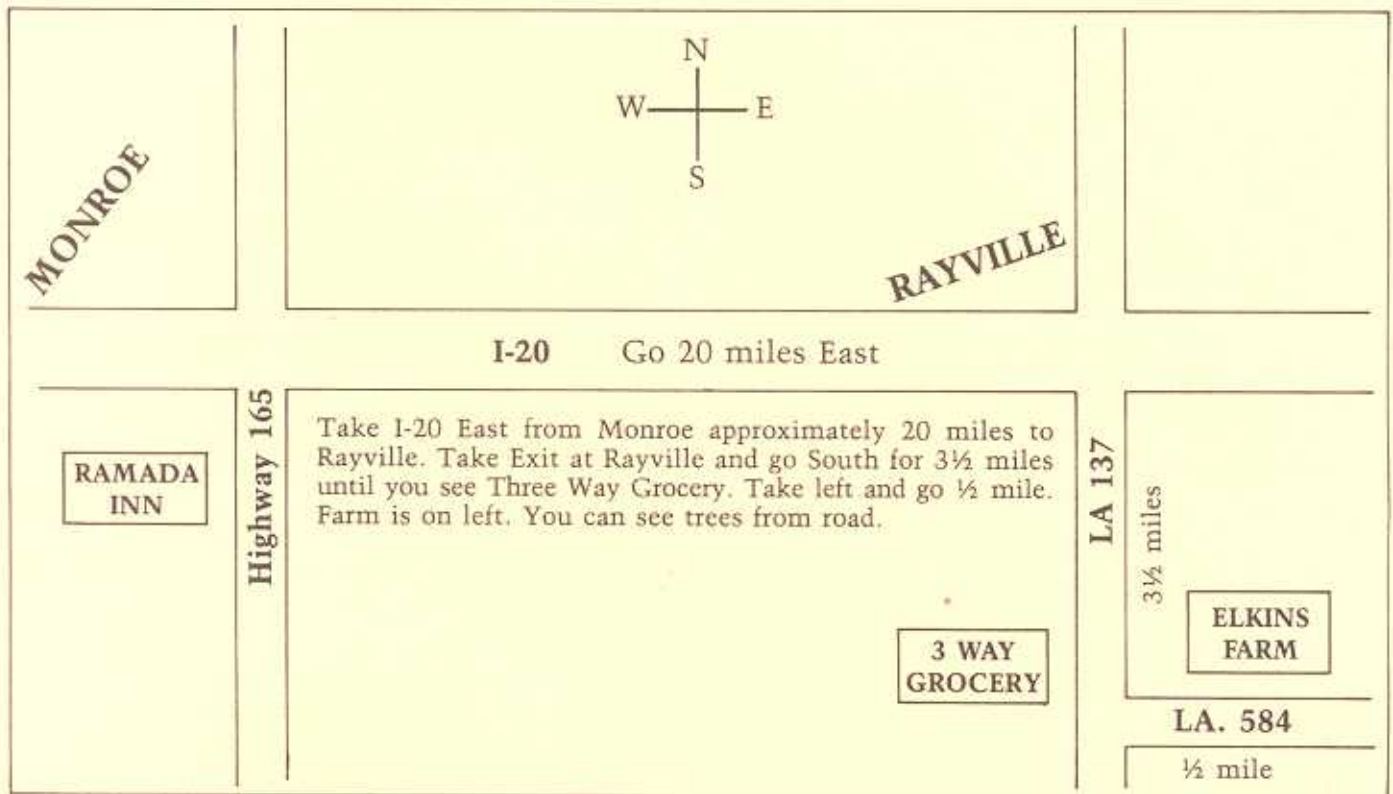 N
W E
S
MONROE
RAYVILLE
I-20 Go 20 miles East
Highway 165
RAMADA
INN
Take I-20 East from Monroe approximately 20 miles to
Rayville. Take Exit at Rayville and go South for 3½ miles
until you see Three Way Grocery. Take left and go ½ mile.
Farm is on left. You can see trees from road.
LA 137
3½ miles
3 WAY
GROCERY
ELKINS
FARM
LA. 584
½ mile